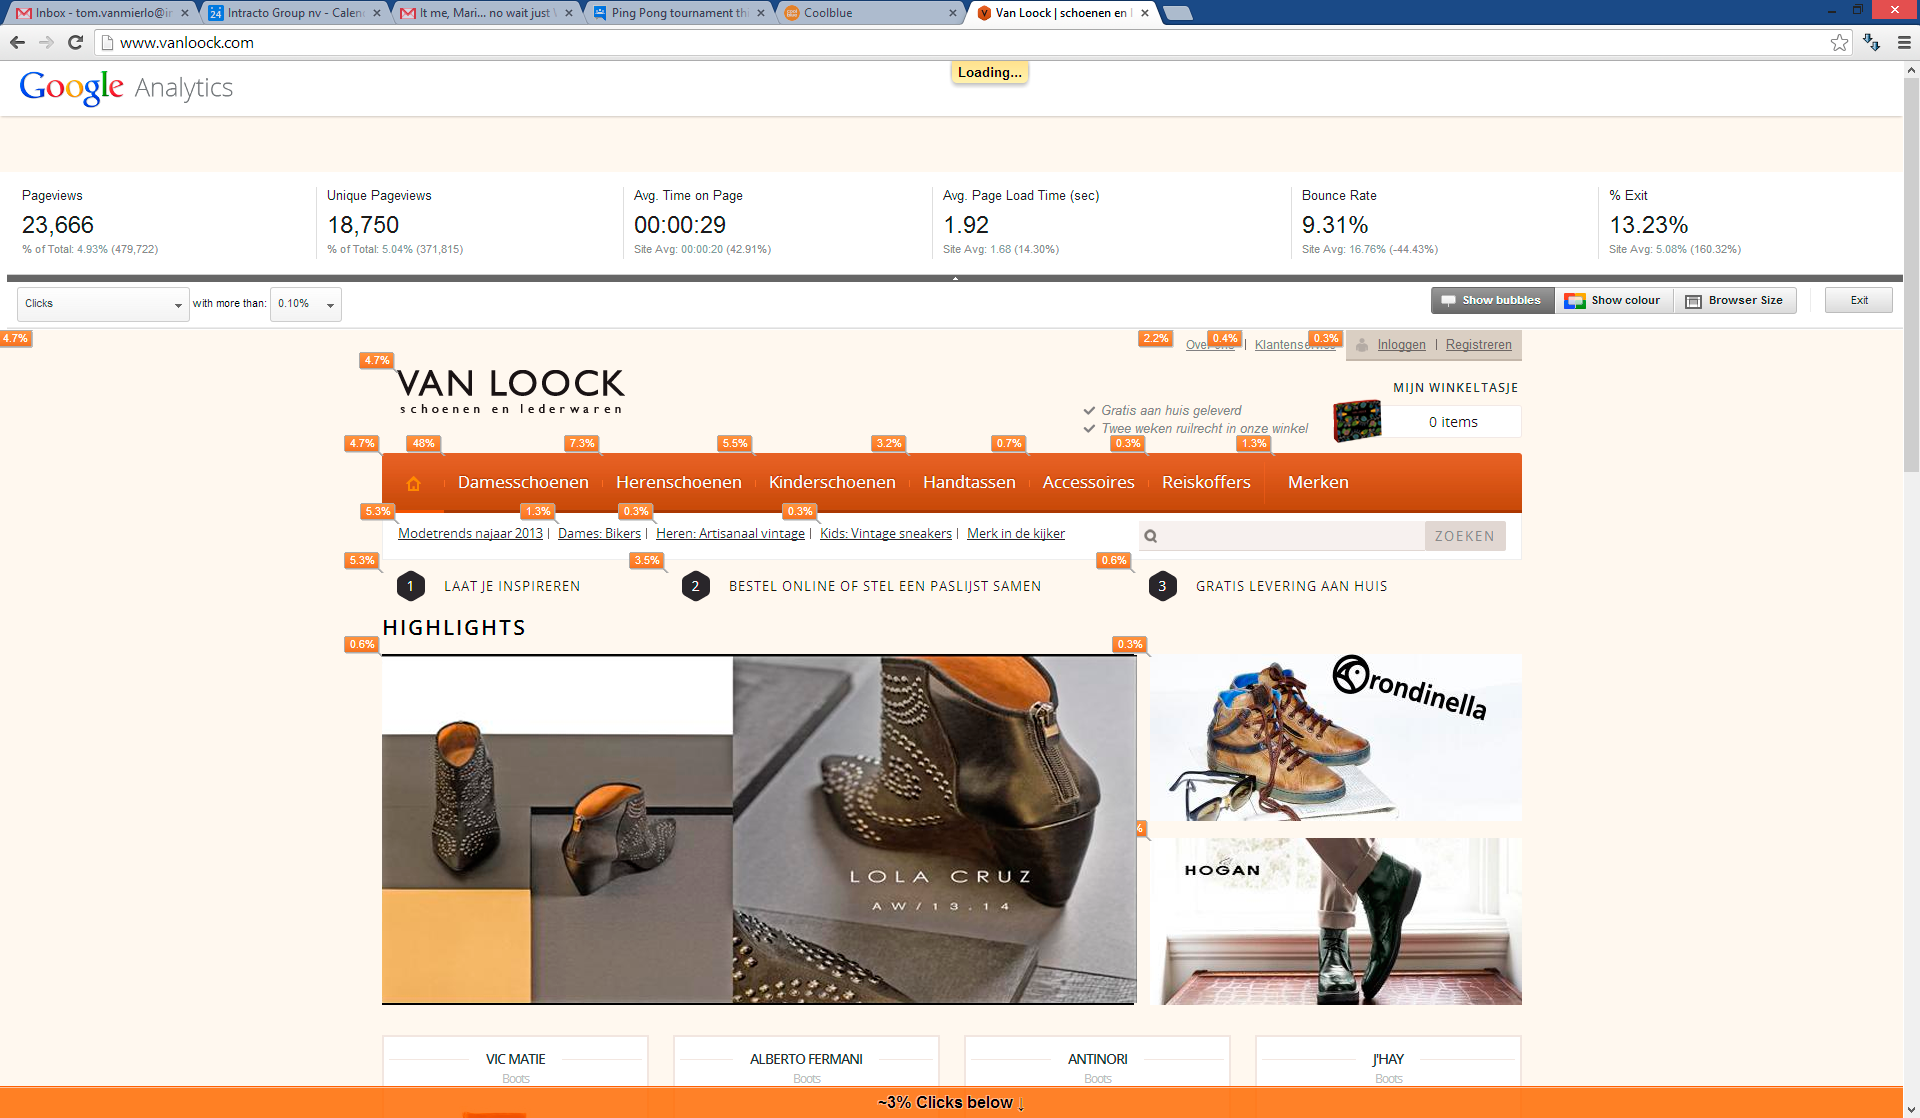 Inbox - tom.vanmierlo@in
24 Intracto Group nv - Calend
It me, Mari... no wait just
Ping Pong tournament thi
Coolblue
Van Loock | schoenen en
www.vanloock.com
Google Analytics
Loading...
Pageviews
23,666
% of Total: 4.93% (479,722)
Unique Pageviews
18,750
% of Total: 5.04% (371,815)
Avg. Time on Page
00:00:29
Site Avg: 00:00:20 (42.91%)
Avg. Page Load Time (sec)
1.92
Site Avg: 1.68 (14.30%)
Bounce Rate
9.31%
Site Avg: 16.76% (-44.43%)
% Exit
13.23%
Site Avg: 5.08% (160.32%)
Clicks
with more than:
0.10%
Show bubbles
Show colour
Browser Size
Exit
4.7%
2.2%
0.4%
0.3%
Over ons | Klantenservice
Inloggen | Registreren
4.7%
VAN LOOCK
schoenen en lederwaren
Gratis aan huis geleverd
Twee weken ruilrecht in onze winkel
MIJN WINKELTASJE
0 items
4.7%
48%
7.3%
5.5%
3.2%
0.7%
0.3%
1.3%
Damesschoenen
Herenschoenen
Kinderschoenen
Handtassen
Accessoires
Reiskoffers
Merken
5.3%
1.3%
0.3%
0.3%
Modetrends najaar 2013 | Dames: Bikers | Heren: Artisanaal vintage | Kids: Vintage sneakers | Merk in de kijker
ZOEKEN
5.3%
3.5%
0.6%
1 LAAT JE INSPIREREN
2 BESTEL ONLINE OF STEL EEN PASLIJST SAMEN
3 GRATIS LEVERING AAN HUIS
HIGHLIGHTS
0.6%
0.3%
rondinella
LOLA CRUZ
AW/13.14
%
HOGAN
VIC MATIE
Boots
ALBERTO FERMANI
Boots
ANTINORI
Boots
J'HAY
Boots
~3% Clicks below ↓